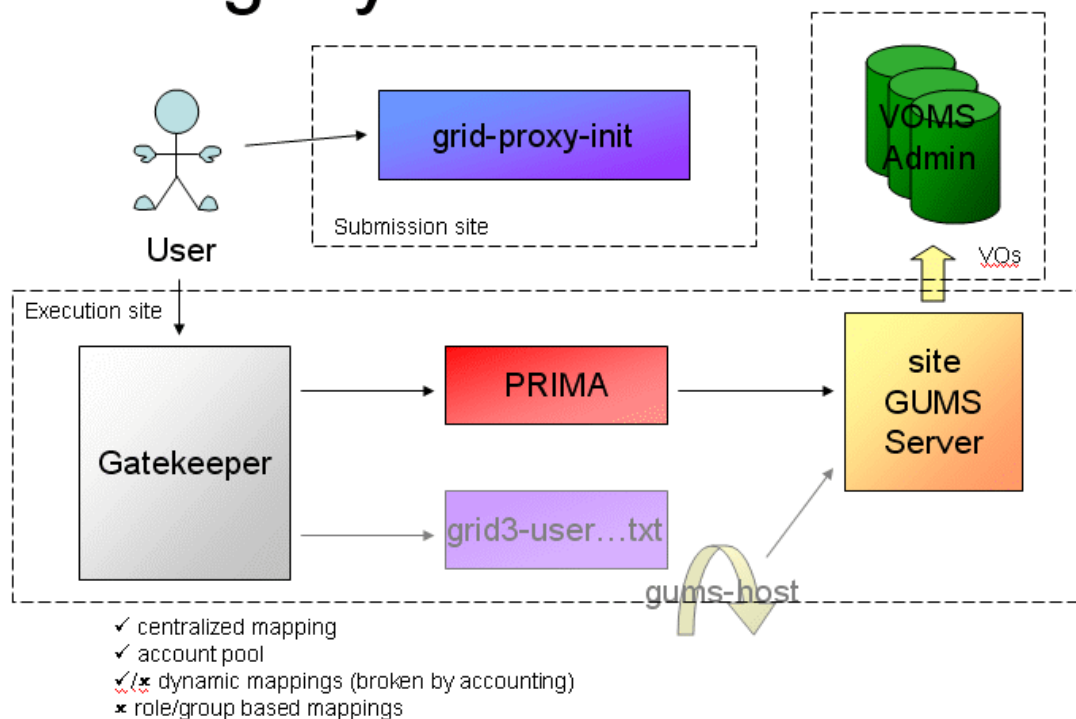 grid-proxy-init
VOMS
Admin
Submission site
User
VOs
Execution site
site
GUMS
Server
PRIMA
Gatekeeper
grid3-user…txt
gums-host
✓ centralized mapping
✓ account pool
✓/✗ dynamic mappings (broken by accounting)
✗ role/group based mappings